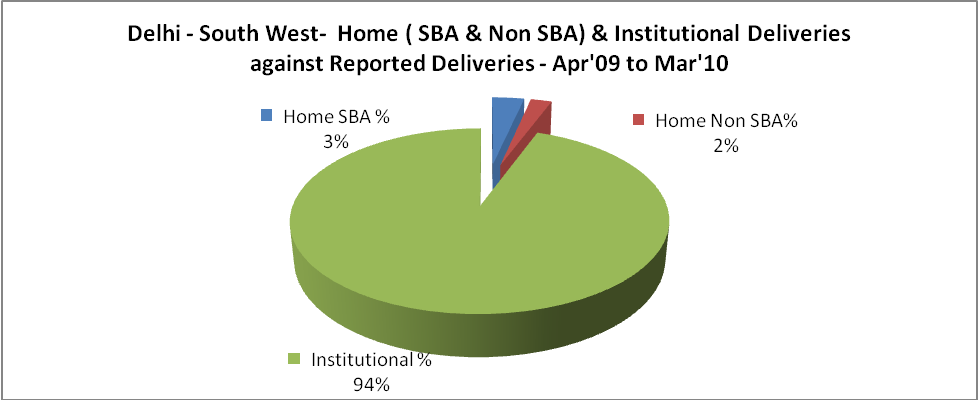 Delhi - South West-  Home ( SBA & Non SBA) & Institutional Deliveries
against Reported Deliveries - Apr'09 to Mar'10
Home SBA %
3%
Home Non SBA%
2%
Institutional %
94%